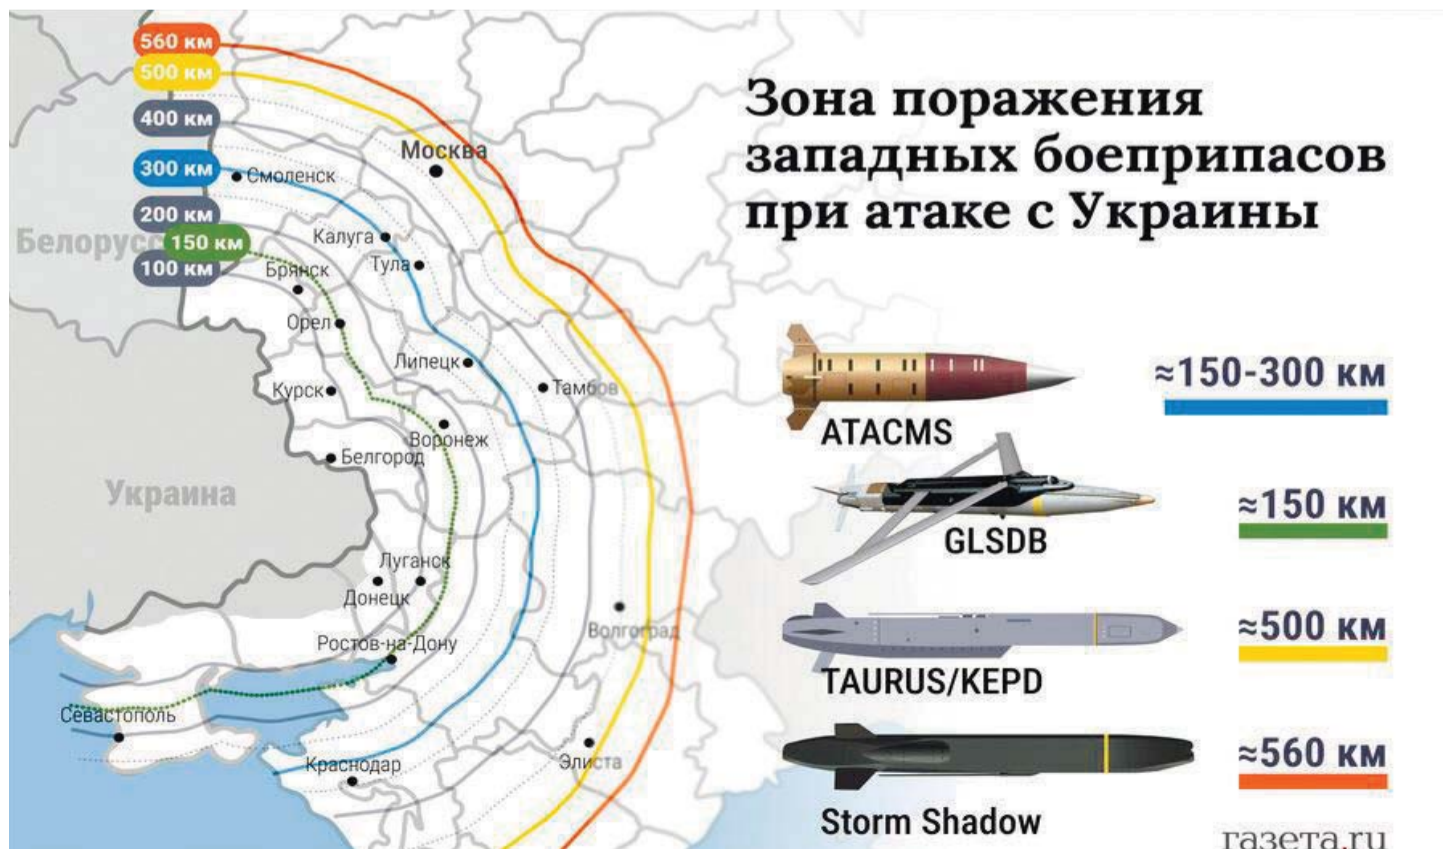 560 км
500 км
400 км
300 км
200 км
150 км
100 км
Белорусс
Украина
Москва
Смоленск
Калуга
Тула
Брянск
Орел
Липецк
Курск
Тамбов
Воронеж
Белгород
Луганск
Донецк
Волгоград
Ростов-на-Дону
Севастополь
Краснодар
Элиста
Зона поражения
западных боеприпасов
при атаке с Украины
≈150-300 км
ATACMS
≈150 км
GLSDB
≈500 км
TAURUS/KEPD
≈560 км
Storm Shadow
газета.ru